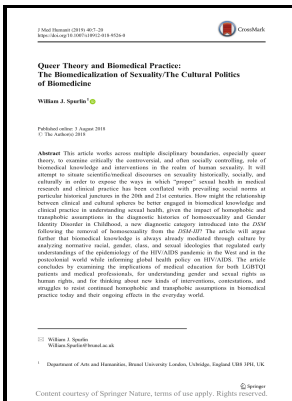 J Med Humanit (2019) 40:7–20
https://doi.org/10.1007/s10912-018-9526-0
CrossMark
Queer Theory and Biomedical Practice:
The Biomedicalization of Sexuality/The Cultural Politics
of Biomedicine
William J. Spurlin¹
Published online: 3 August 2018
© The Author(s) 2018
Abstract This article works across multiple disciplinary boundaries, especially queer
theory, to examine critically the controversial, and often socially controlling, role of
biomedical knowledge and interventions in the realm of human sexuality. It will
attempt to situate scientific/medical discourses on sexuality historically, socially, and
culturally in order to expose the ways in which “proper” sexual health in medical
research and clinical practice has been conflated with prevailing social norms at
particular historical junctures in the 20th and 21st centuries. How might the relationship
between clinical and cultural spheres be better engaged in biomedical knowledge and
clinical practice in understanding sexual health, given the impact of homophobic and
transphobic assumptions in the diagnostic histories of homosexuality and Gender
Identity Disorder in Childhood, a new diagnostic category introduced into the DSM
following the removal of homosexuality from the DSM-III? The article will argue
further that biomedical knowledge is always already mediated through culture by
analyzing normative racial, gender, class, and sexual ideologies that regulated early
understandings of the epidemiology of the HIV/AIDS pandemic in the West and in the
postcolonial world while informing global health policy on HIV/AIDS. The article
concludes by examining the implications of medical education for both LGBTQI
patients and medical professionals, for understanding gender and sexual rights as
human rights, and for thinking about new kinds of interventions, contestations, and
struggles to resist continued homophobic and transphobic assumptions in biomedical
practice today and their ongoing effects in the everyday world.
William J. Spurlin
William.Spurlin@brunel.ac.uk
¹ Department of Arts and Humanities, Brunel University London, Uxbridge, England UB8 3PH, UK
Springer
Content courtesy of Springer Nature, terms of use apply. Rights reserved.